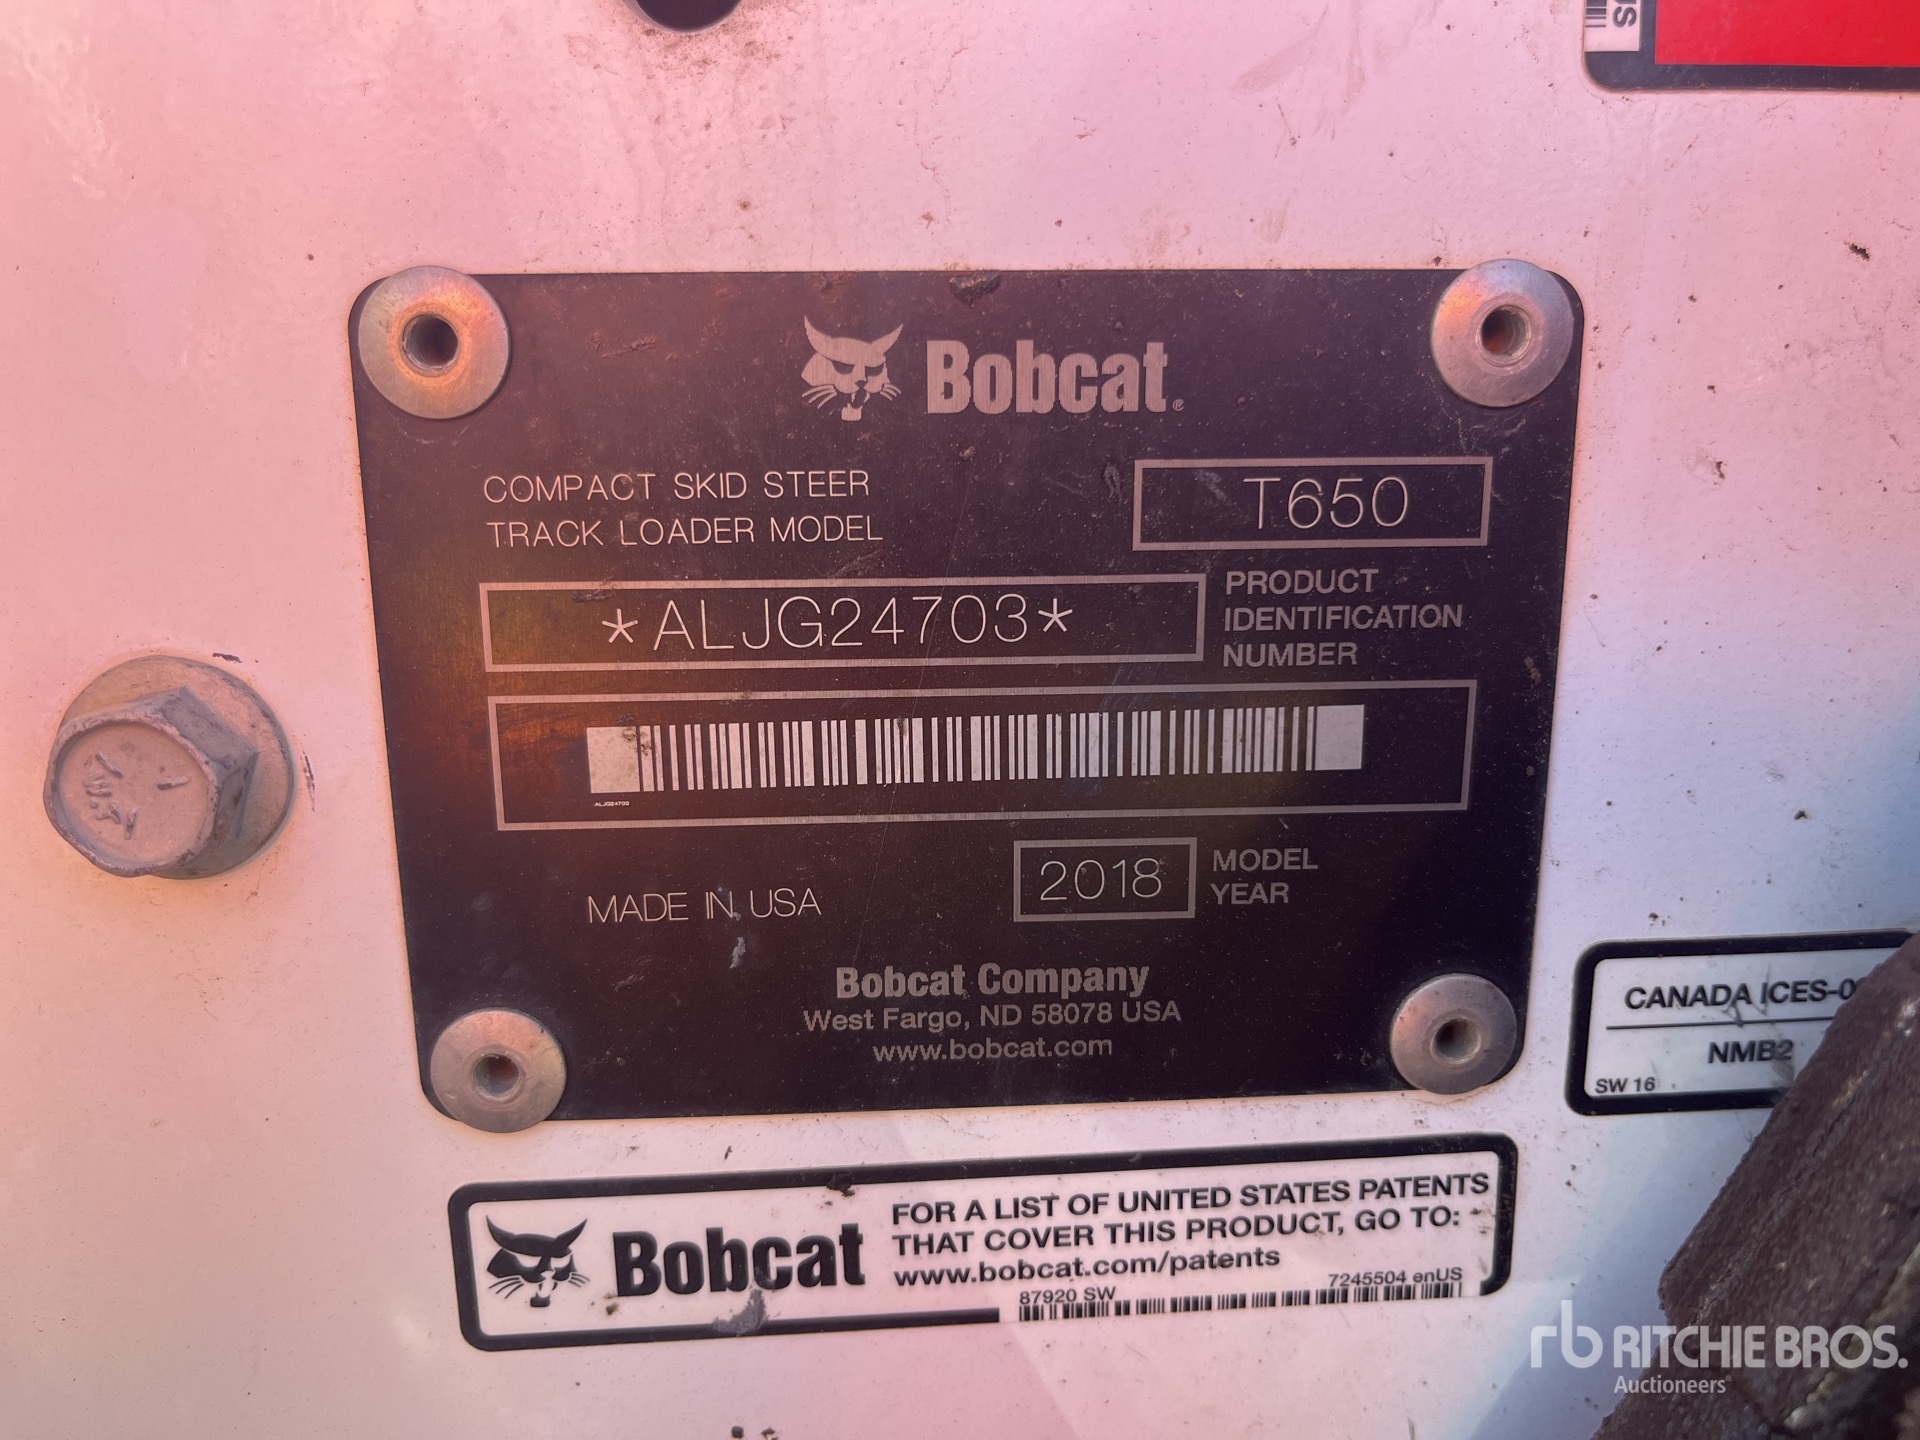 Bobcat®
COMPACT SKID STEER
TRACK LOADER MODEL
T650
*ALJG24703*
PRODUCT
IDENTIFICATION
NUMBER
ALJG24703
MADE IN USA
2018
MODEL
YEAR
Bobcat Company
West Fargo, ND 58078 USA
www.bobcat.com
CANADA ICES-0
NMB2
SW 16
Bobcat
FOR A LIST OF UNITED STATES PATENTS
THAT COVER THIS PRODUCT, GO TO:
www.bobcat.com/patents
87920 SW
7245504 enUS
rb RITCHIE BROS.
Auctioneers